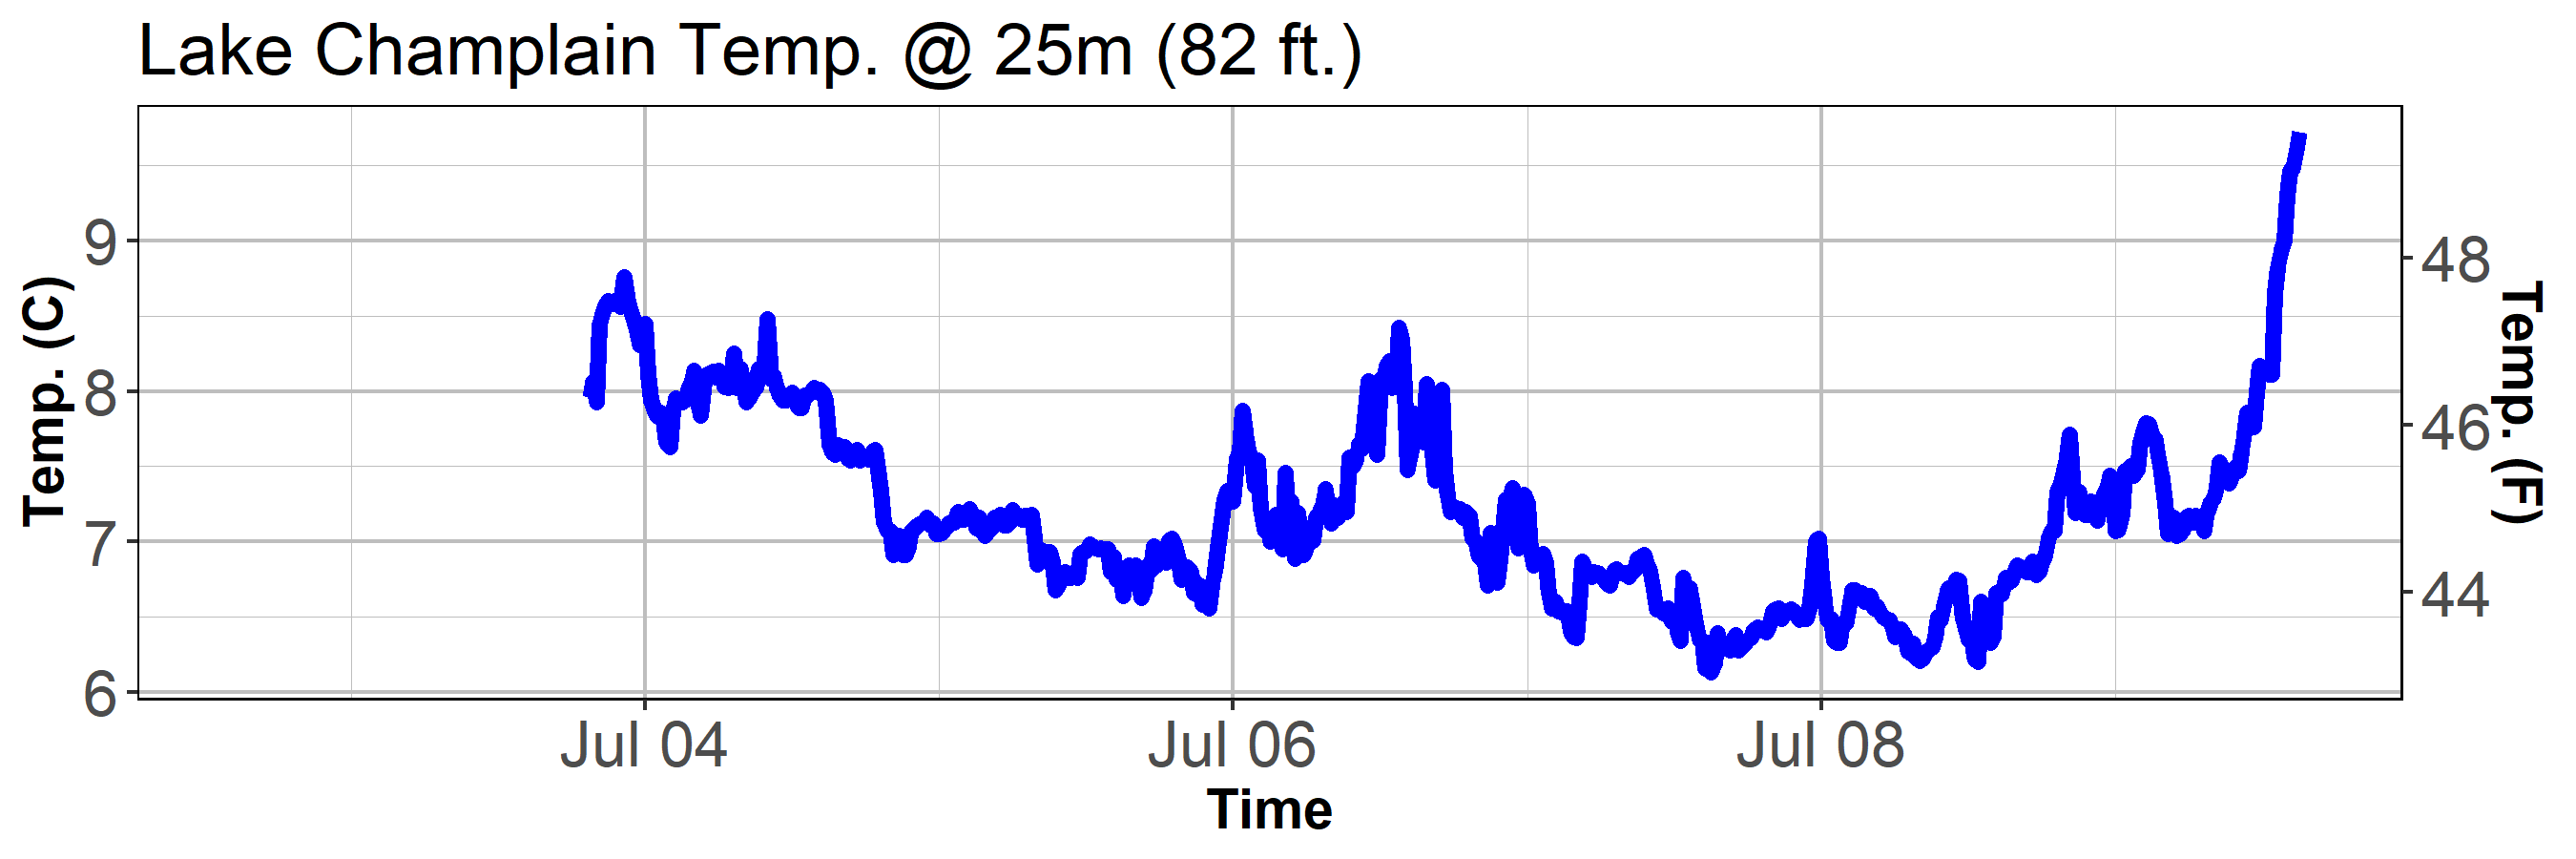 Lake Champlain Temp. @ 25m (82 ft.)
Temp. (C)
9
8
7
6
48
46
44
Temp. (F)
Jul 04 Jul 06 Jul 08
Time